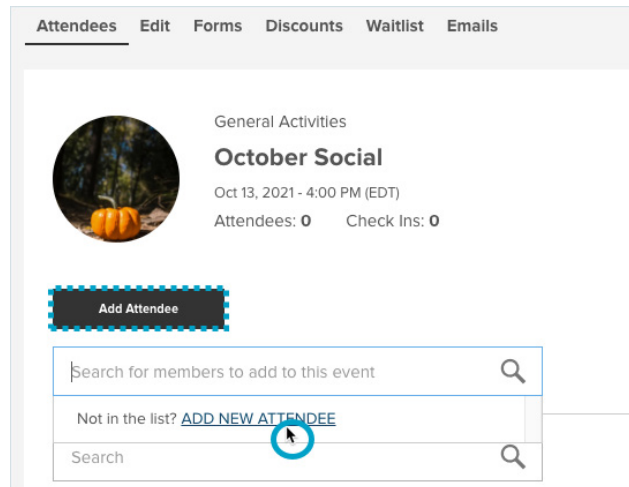 Attendees Edit Forms Discounts Waitlist Emails
General Activities
October Social
Oct 13, 2021 - 4:00 PM (EDT)
Attendees: 0 Check Ins: 0
Add Attendee
Search for members to add to this event
Not in the list? ADD NEW ATTENDEE
Search